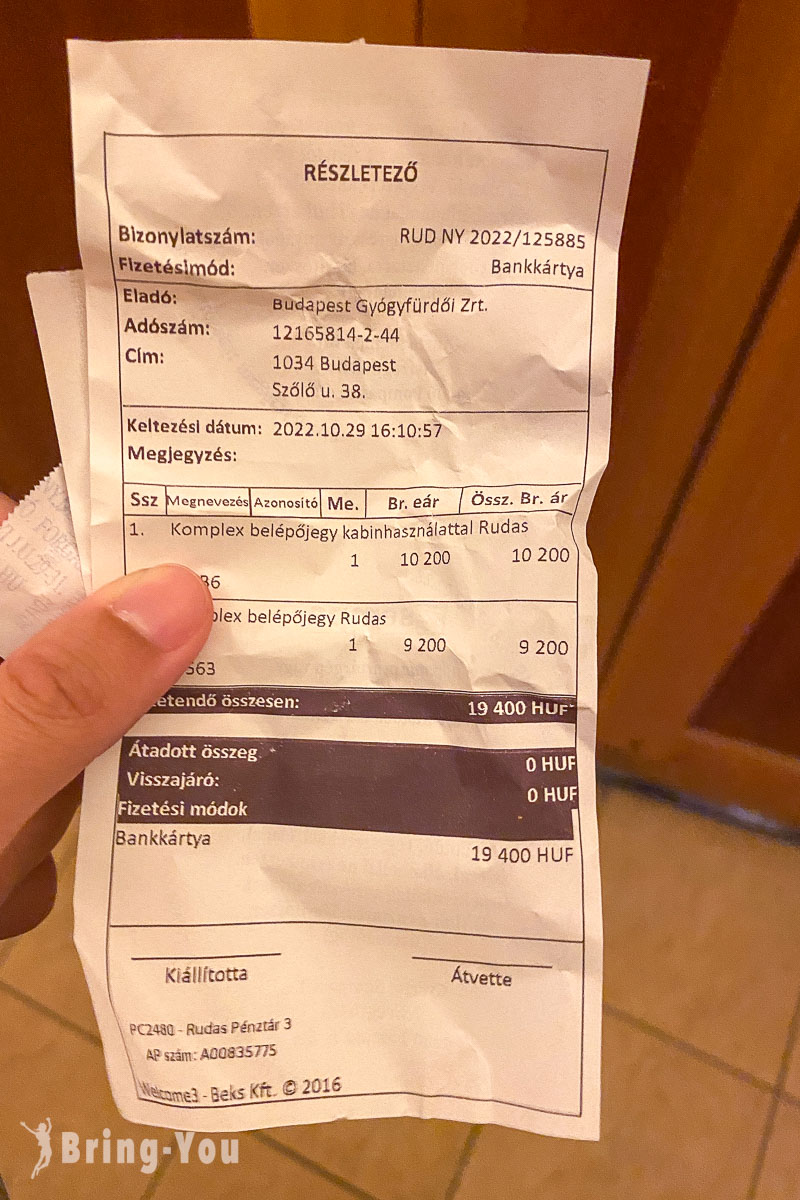 RÉSZLETEZŐ
Bizonylatszám: RUD NY 2022/125885
Fizetésimód: Bankkártya
Eladó: Budapest Gyógyfürdői Zrt.
Adószám: 12165814-2-44
Cím: 1034 Budapest
Szőlő u. 38.
Keltezési dátum: 2022.10.29 16:10:57
Megjegyzés:
Ssz Megnevezés Azonosító Me. Br. eár Össz. Br. ár
1. Komplex belépőjegy kabinhasználattal Rudas
1 10 200 10 200
86
plex belépőjegy Rudas
1 9 200 9 200
563
etendő összesen: 19 400 HUF
Átadott összeg 0 HUF
Visszajáró: 0 HUF
Fizetési módok
Bankkártya 19 400 HUF
Kiállította Átvette
PC2480 - Rudas Pénztár 3
AP szám: A00835775
Welcome3 - Beks Kft. © 2016
Bring-You